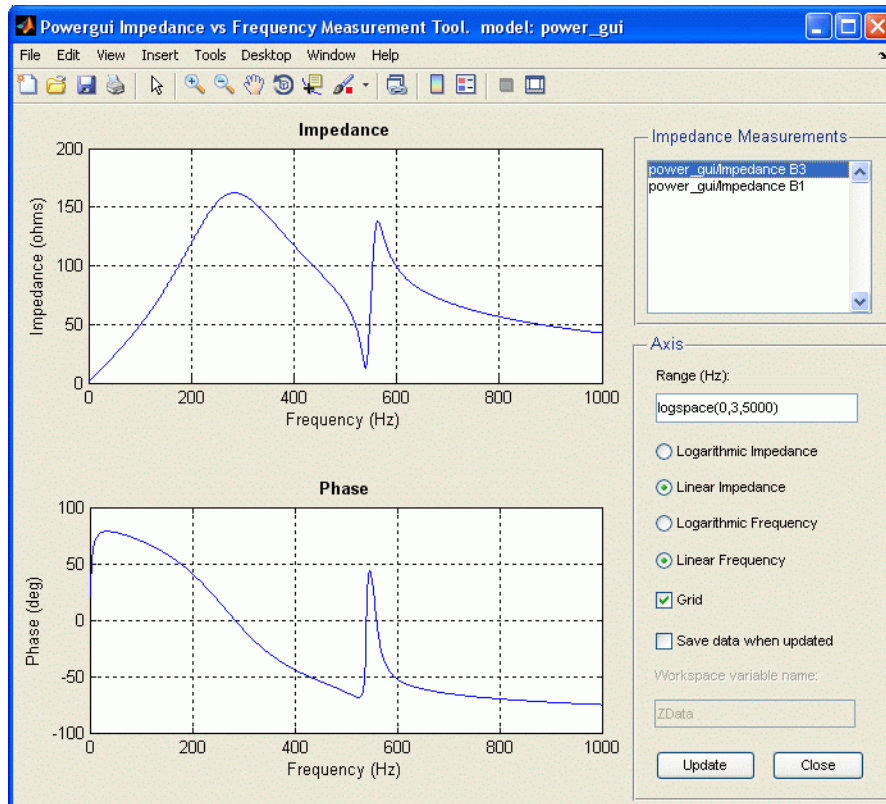 Powergui Impedance vs Frequency Measurement Tool. model: power_gui
File Edit View Insert Tools Desktop Window Help
Impedance
200
150
100
50
0
Impedance (ohms)
0 200 400 600 800 1000
Frequency (Hz)
Phase
100
50
0
-50
-100
Phase (deg)
0 200 400 600 800 1000
Frequency (Hz)
Impedance Measurements
power_gui/Impedance B3
power_gui/Impedance B1
Axis
Range (Hz):
logspace(0,3,5000)
Logarithmic Impedance
Linear Impedance
Logarithmic Frequency
Linear Frequency
Grid
Save data when updated
Workspace variable name:
ZData
Update Close